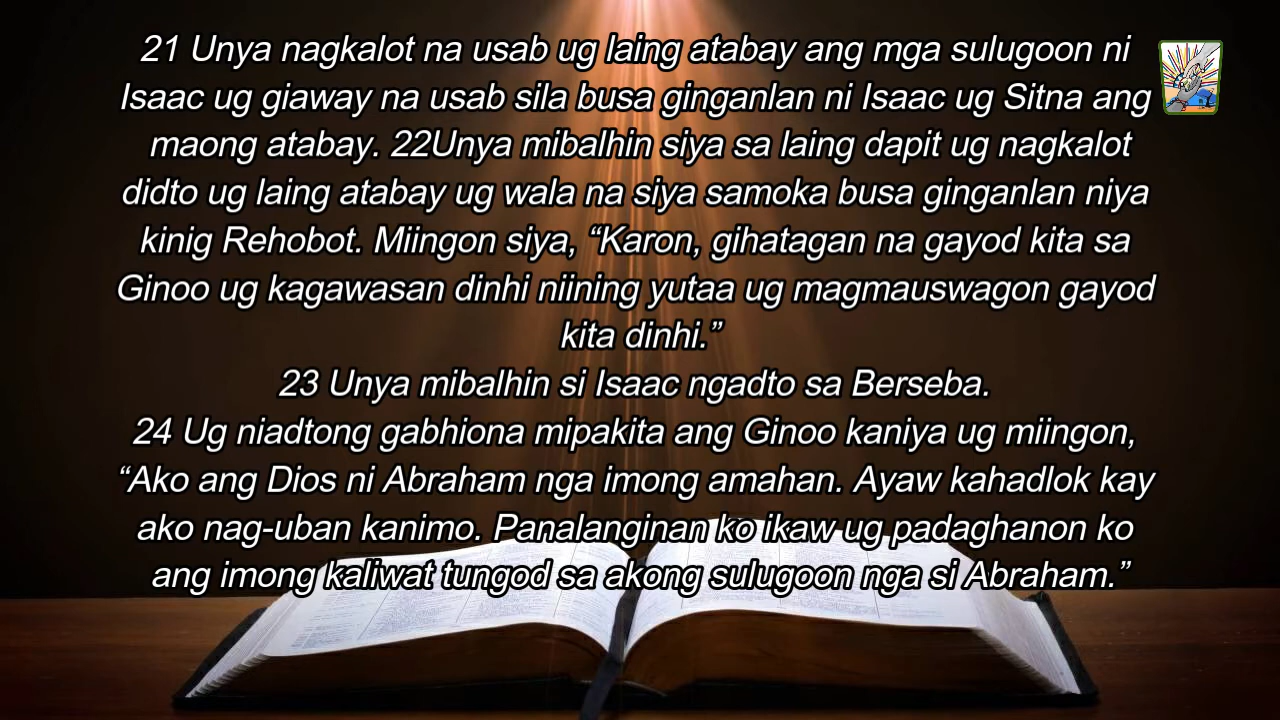 21 Unya nagkalot na usab ug laing atabay ang mga sulugoon ni
Isaac ug giaway na usab sila busa ginganlan ni Isaac ug Sitna ang
maong atabay. 22Unya mibalhin siya sa laing dapit ug nagkalot
didto ug laing atabay ug wala na siya samoka busa ginganlan niya
kinig Rehobot. Miingon siya, “Karon, gihatagan na gayod kita sa
Ginoo ug kagawasan dinhi niining yutaa ug magmauswagon gayod
kita dinhi.”
23 Unya mibalhin si Isaac ngadto sa Berseba.
24 Ug niadtong gabhiona mipakita ang Ginoo kaniya ug miingon,
“Ako ang Dios ni Abraham nga imong amahan. Ayaw kahadlok kay
ako nag-uban kanimo. Panalanginan ko ikaw ug padaghanon ko
ang imong kaliwat tungod sa akong sulugoon nga si Abraham.”